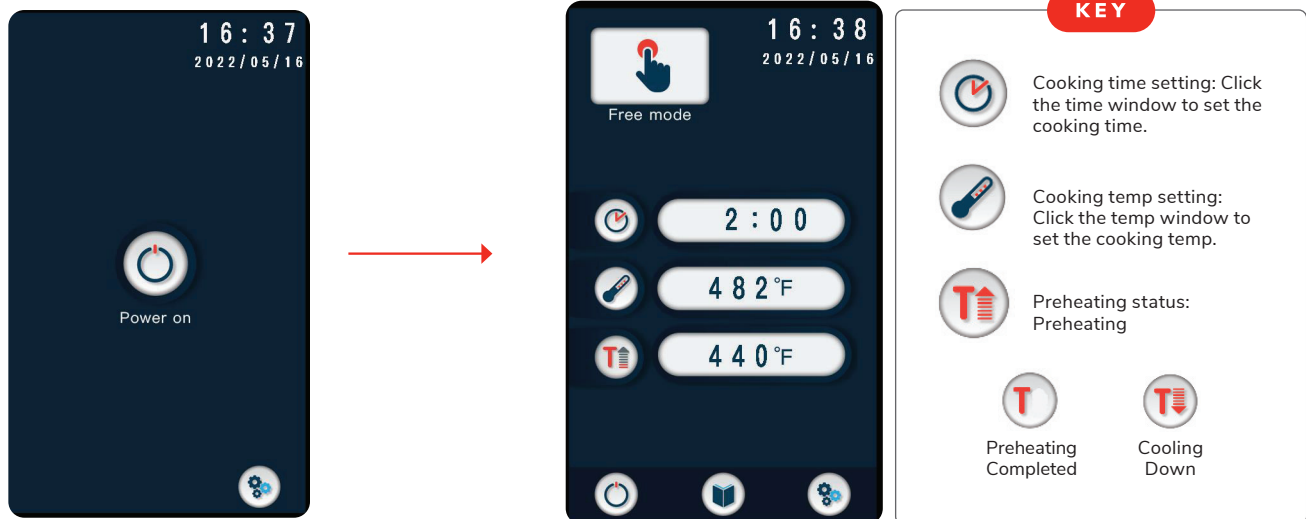 16:37
2022/05/16
Power on
16:38
2022/05/16
Free mode
2:00
482°F
T
440°F
KEY
Cooking time setting: Click
the time window to set the
cooking time.
Cooking temp setting:
Click the temp window to
set the cooking temp.
T
Preheating status:
Preheating
T
Preheating
Completed
T
Cooling
Down